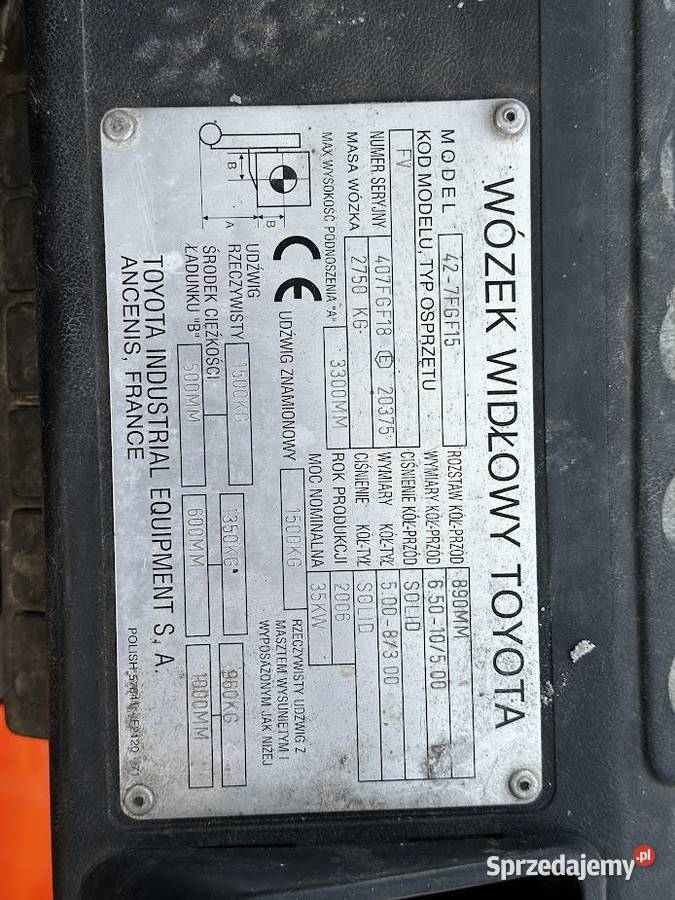 WÓZEK WIDŁOWY TOYOTA
MODEL 42-7FGF15
KOD MODELU, TYP OSPRZĘTU
FV
NUMER SERYJNY 407FGF18 E 20375
MASA WÓZKA 2750 KG
MAX WYSOKOŚĆ PODNOSZENIA "A" 3300MM
ROZSTAW KÓŁ-PRZÓD 890MM
WYMIARY KÓŁ-PRZÓD 6.50-10/5.00
CIŚNIENIE KÓŁ-PRZÓD SOLID
WYMIARY KÓŁ-TYŁ 5.00-8/3.00
CIŚNIENIE KÓŁ-TYŁ SOLID
ROK PRODUKCJI 2006
MOC NOMINALNA 35KW
CE
UDŹWIG ZNAMIONOWY 1500KG
RZECZYWISTY UDŹWIG Z
MASZTEM WYSUNIĘTYM I
WYPOSAŻONYM JAK NIŻEJ
B
A
B
UDŹWIG
RZECZYWISTY 1500KG 1350KG* 960KG
ŚRODEK CIĘŻKOŚCI
ŁADUNKU "B" 500MM 600MM 1000MM
TOYOTA INDUSTRIAL EQUIPMENT S, A.
ANCENIS, FRANCE
POLISH
Sprzedajemy.pl